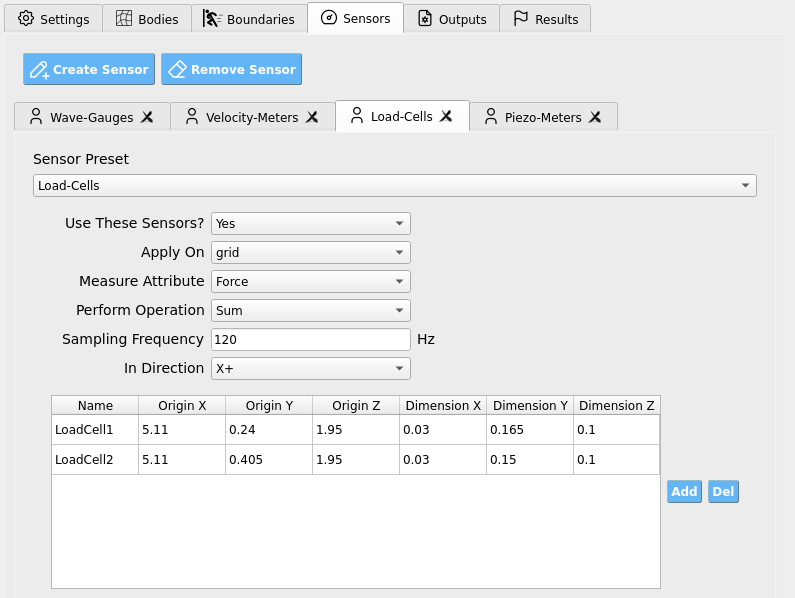 Settings Bodies Boundaries Sensors Outputs Results
Create Sensor Remove Sensor
Wave-Gauges Velocity-Meters Load-Cells Piezo-Meters
Sensor Preset
Load-Cells
Use These Sensors? Yes
Apply On grid
Measure Attribute Force
Perform Operation Sum
Sampling Frequency 120 Hz
In Direction X+
Name Origin X Origin Y Origin Z Dimension X Dimension Y Dimension Z
LoadCell1 5.11 0.24 1.95 0.03 0.165 0.1
LoadCell2 5.11 0.405 1.95 0.03 0.15 0.1
Add Del